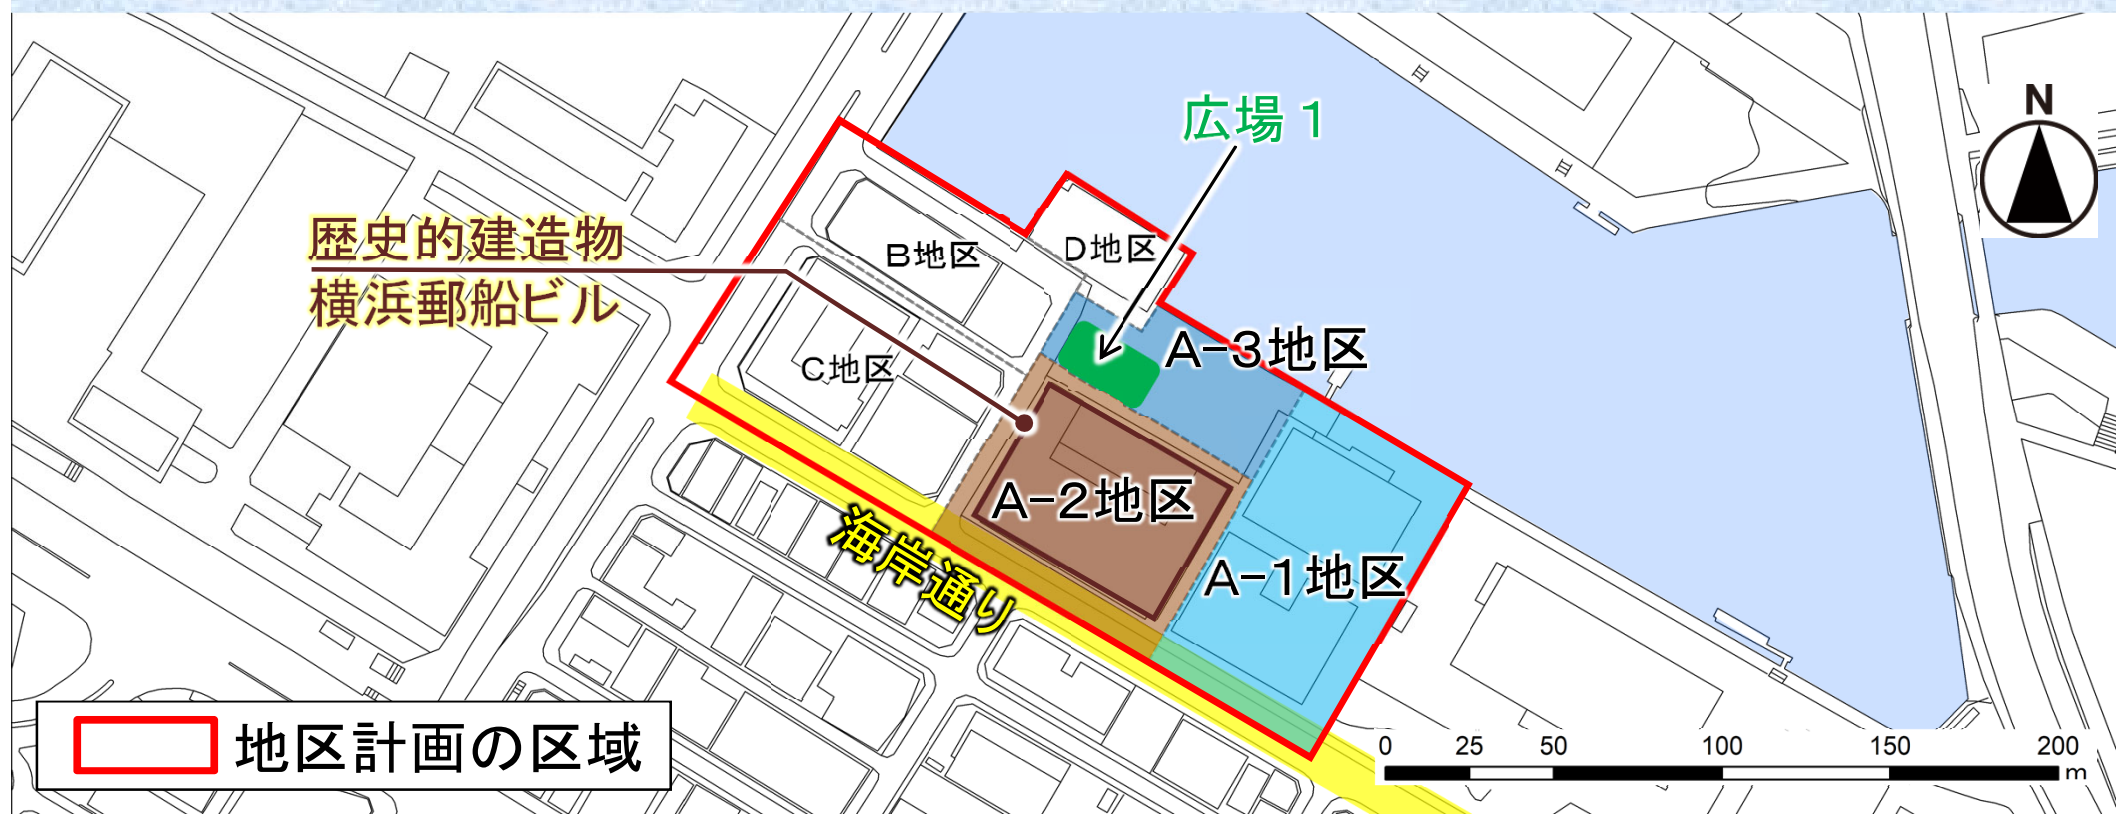 広場1
N
歴史的建造物
横浜郵船ビル
B地区
D地区
A-3地区
C地区
A-2地区
A-1地区
海岸通り
地区計画の区域
0 25 50 100 150 200
m